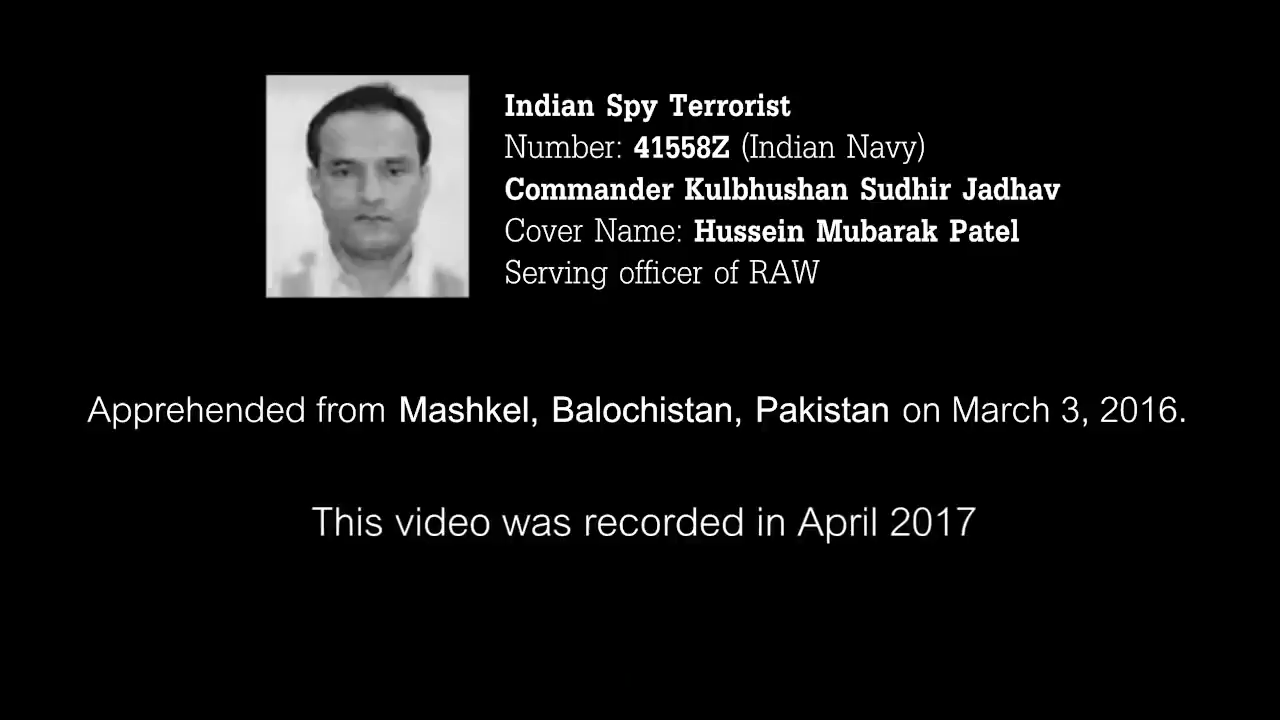 Indian Spy Terrorist
Number: 41558Z (Indian Navy)
Commander Kulbhushan Sudhir Jadhav
Cover Name: Hussein Mubarak Patel
Serving officer of RAW
Apprehended from Mashkel, Balochistan, Pakistan on March 3, 2016.
This video was recorded in April 2017